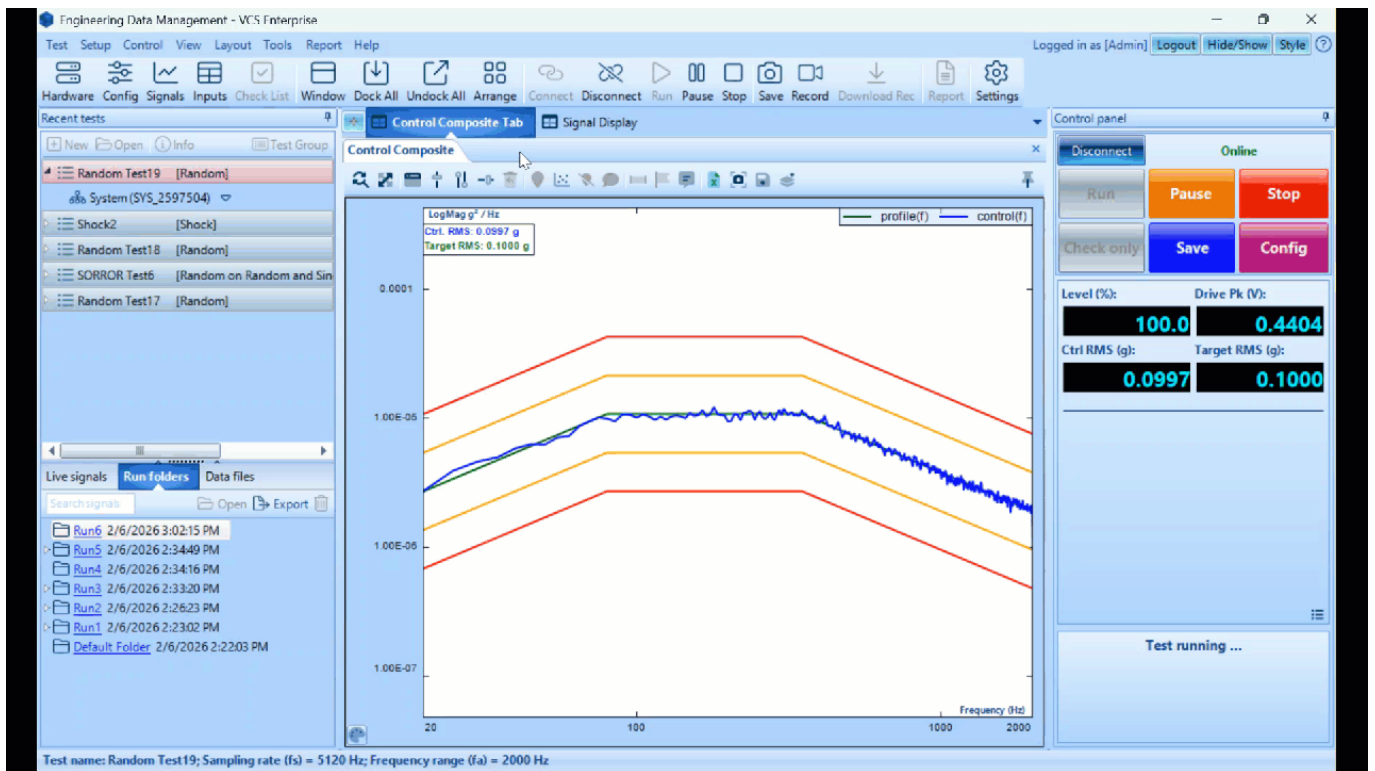 Engineering Data Management - VCS Enterprise
Test Setup Control View Layout Tools Report Help
Logged in as [Admin] Logout Hide/Show Style ?
Hardware Config Signals Inputs Check List Window Dock All Undock All Arrange Connect Disconnect Run Pause Stop Save Record Download Rec Report Settings
Recent tests
New Open Info Test Group
Random Test19 [Random]
System (SYS_2597504)
Shock2 [Shock]
Random Test18 [Random]
SORROR Test6 [Random on Random and Sin
Random Test17 [Random]
Live signals Run folders Data files
Search signals Open Export
Run6 2/6/2026 3:02:15 PM
Run5 2/6/2026 2:34:49 PM
Run4 2/6/2026 2:34:16 PM
Run3 2/6/2026 2:33:20 PM
Run2 2/6/2026 2:26:23 PM
Run1 2/6/2026 2:23:02 PM
Default Folder 2/6/2026 2:22:03 PM
Control Composite Tab Signal Display
Control Composite
LogMag g² / Hz
Ctrl. RMS: 0.0997 g
Target RMS: 0.1000 g
profile(f) control(f)
0.0001
1.00E-05
1.00E-06
1.00E-07
Frequency (Hz)
20 100 1000 2000
Control panel
Disconnect Online
Run Pause Stop
Check only Save Config
Level (%): Drive Pk (V):
100.0 0.4404
Ctrl RMS (g): Target RMS (g):
0.0997 0.1000
Test running ...
Test name: Random Test19; Sampling rate (fs) = 5120 Hz; Frequency range (fa) = 2000 Hz